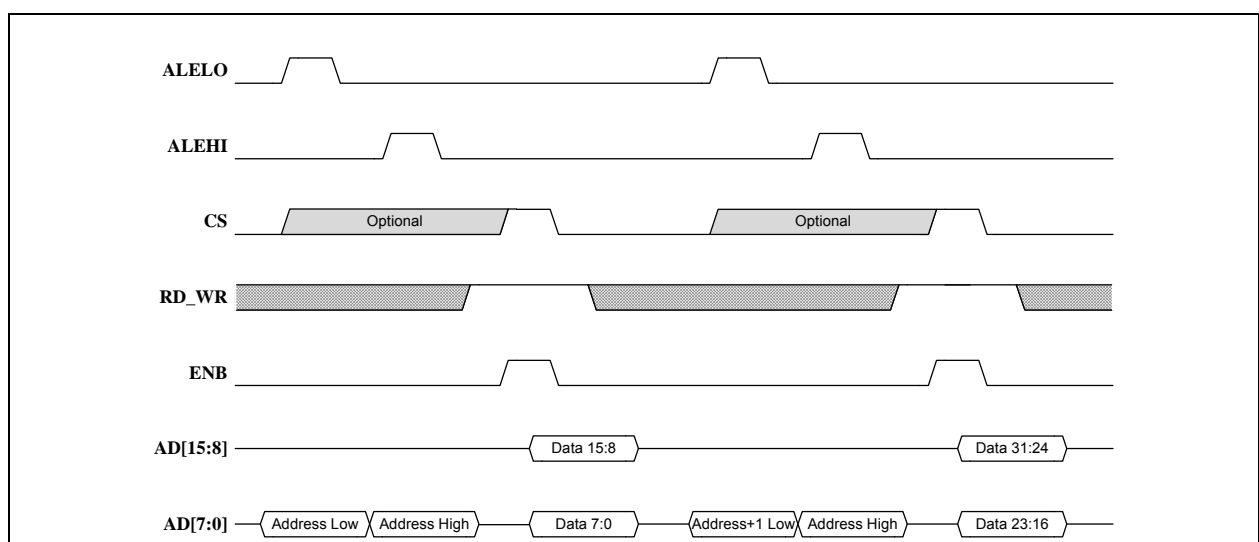 ALELO
ALEHI
CS Optional Optional
RD_WR
ENB
AD[15:8] Data 15:8 Data 31:24
AD[7:0] Address Low Address High Data 7:0 Address+1 Low Address High Data 23:16